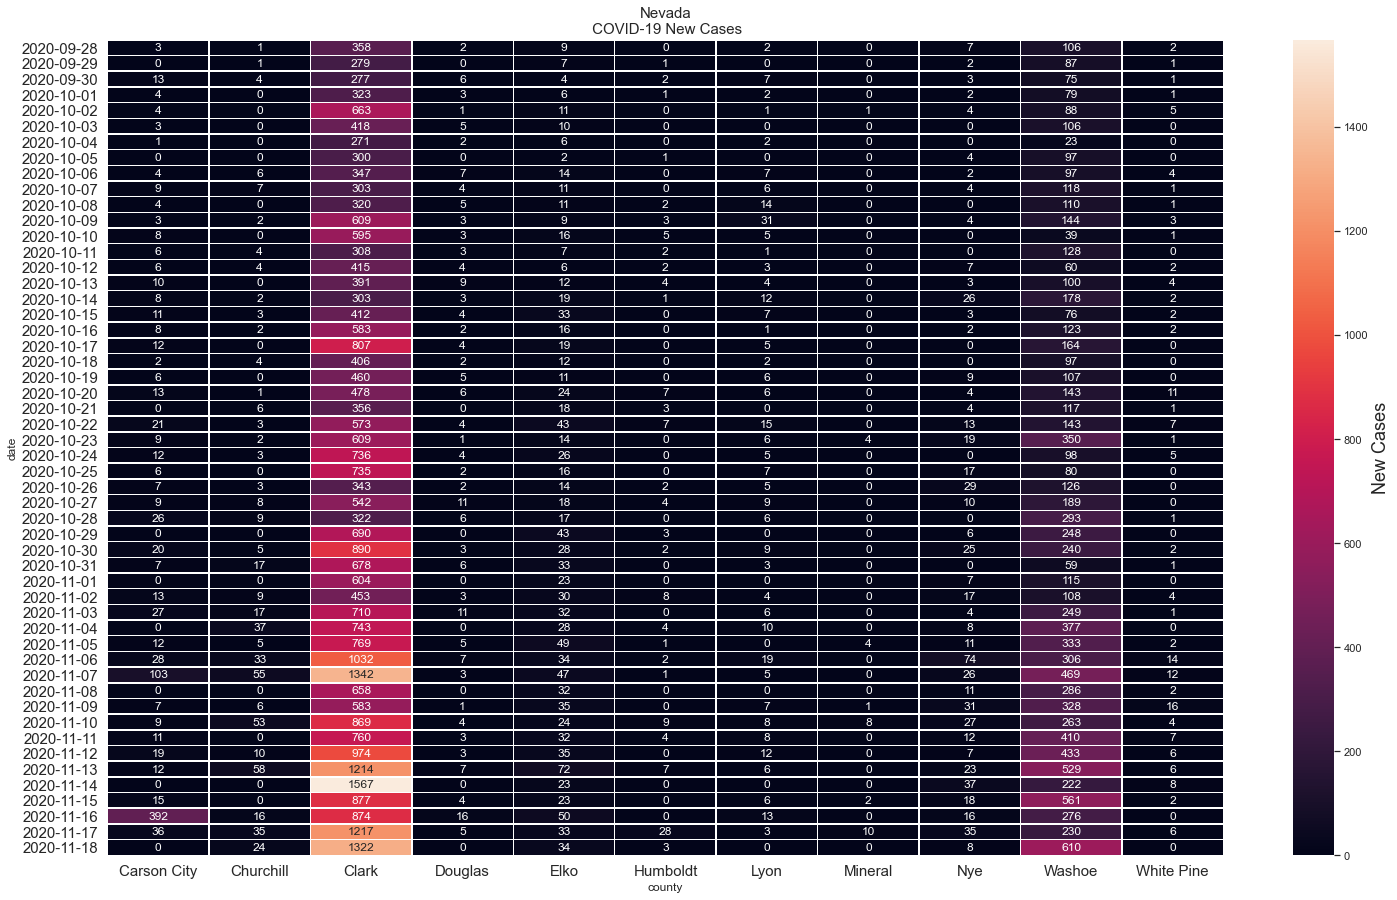 Nevada
COVID-19 New Cases
2020-09-28 3 1 358 2 9 0 2 0 7 106 2
2020-09-29 0 1 279 0 7 1 0 0 2 87 1
2020-09-30 13 4 277 6 4 2 7 0 3 75 1
2020-10-01 4 0 323 3 6 1 2 0 2 79 1
2020-10-02 4 0 663 1 11 0 1 1 4 88 5
2020-10-03 3 0 418 5 10 0 0 0 0 106 0
2020-10-04 1 0 271 2 6 0 2 0 0 23 0
2020-10-05 0 0 300 0 2 1 0 0 4 97 0
2020-10-06 4 6 347 7 14 0 7 0 2 97 4
2020-10-07 9 7 303 4 11 0 6 0 4 118 1
2020-10-08 4 0 320 5 11 2 14 0 0 110 1
2020-10-09 3 2 609 3 9 3 31 0 4 144 3
2020-10-10 8 0 595 3 16 5 5 0 0 39 1
2020-10-11 6 4 308 3 7 2 1 0 0 128 0
2020-10-12 6 4 415 4 6 2 3 0 7 60 2
2020-10-13 10 0 391 9 12 4 4 0 3 100 4
2020-10-14 8 2 303 3 19 1 12 0 26 178 2
2020-10-15 11 3 412 4 33 0 7 0 3 76 2
2020-10-16 8 2 583 2 16 0 1 0 2 123 2
2020-10-17 12 0 807 4 19 0 5 0 0 164 0
2020-10-18 2 4 406 2 12 0 2 0 0 97 0
2020-10-19 6 0 460 5 11 0 6 0 9 107 0
2020-10-20 13 1 478 6 24 7 6 0 4 143 11
2020-10-21 0 6 356 0 18 3 0 0 4 117 1
2020-10-22 21 3 573 4 43 7 15 0 13 143 7
2020-10-23 9 2 609 1 14 0 6 4 19 350 1
2020-10-24 12 3 736 4 26 0 5 0 0 98 5
2020-10-25 6 0 735 2 16 0 7 0 17 80 0
2020-10-26 7 3 343 2 14 2 5 0 29 126 0
2020-10-27 9 8 542 11 18 4 9 0 10 189 0
2020-10-28 26 9 322 6 17 0 6 0 0 293 1
2020-10-29 0 0 690 0 43 3 0 0 6 248 0
2020-10-30 20 5 890 3 28 2 9 0 25 240 2
2020-10-31 7 17 678 6 33 0 3 0 0 59 1
2020-11-01 0 0 604 0 23 0 0 0 7 115 0
2020-11-02 13 9 453 3 30 8 4 0 17 108 4
2020-11-03 27 17 710 11 32 0 6 0 4 249 1
2020-11-04 0 37 743 0 28 4 10 0 8 377 0
2020-11-05 12 5 769 5 49 1 0 4 11 333 2
2020-11-06 28 33 1032 7 34 2 19 0 74 306 14
2020-11-07 103 55 1342 3 47 1 5 0 26 469 12
2020-11-08 0 0 658 0 32 0 0 0 11 286 2
2020-11-09 7 6 583 1 35 0 7 1 31 328 16
2020-11-10 9 53 869 4 24 9 8 8 27 263 4
2020-11-11 11 0 760 3 32 4 8 0 12 410 7
2020-11-12 19 10 974 3 35 0 12 0 7 433 6
2020-11-13 12 58 1214 7 72 7 6 0 23 529 6
2020-11-14 0 0 1567 0 23 0 0 0 37 222 8
2020-11-15 15 0 877 4 23 0 6 2 18 561 2
2020-11-16 392 16 874 16 50 0 13 0 16 276 0
2020-11-17 36 35 1217 5 33 28 3 10 35 230 6
2020-11-18 0 24 1322 0 34 3 0 0 8 610 0
Carson City Churchill Clark Douglas Elko Humboldt Lyon Mineral Nye Washoe White Pine
county
date
1400
1200
1000
800
600
400
200
0
New Cases